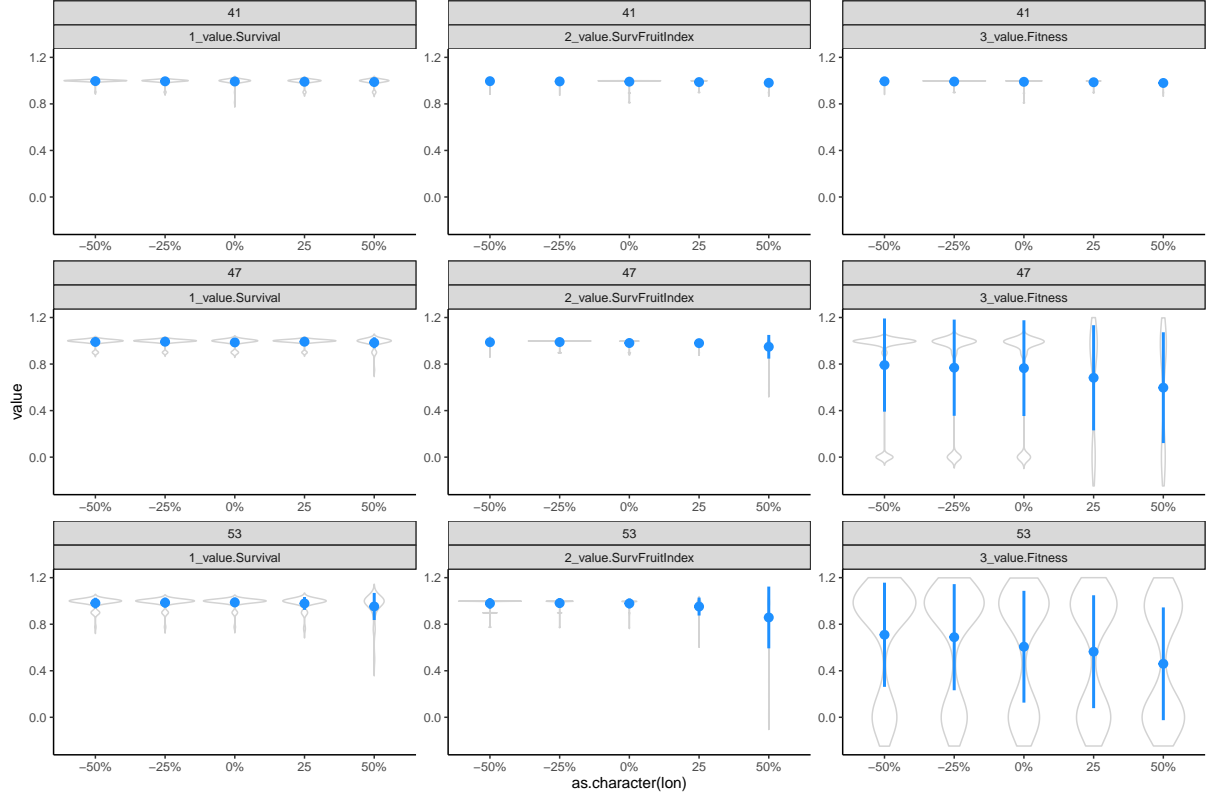 41 41 41
1_value.Survival 2_value.SurvFruitIndex 3_value.Fitness
1.2 1.2 1.2
0.8 0.8 0.8
0.4 0.4 0.4
0.0 0.0 0.0
−50% −25% 0% 25 50% −50% −25% 0% 25 50% −50% −25% 0% 25 50%
47 47 47
1_value.Survival 2_value.SurvFruitIndex 3_value.Fitness
1.2 1.2 1.2
0.8 0.8 0.8
value
0.4 0.4 0.4
0.0 0.0 0.0
−50% −25% 0% 25 50% −50% −25% 0% 25 50% −50% −25% 0% 25 50%
53 53 53
1_value.Survival 2_value.SurvFruitIndex 3_value.Fitness
1.2 1.2 1.2
0.8 0.8 0.8
0.4 0.4 0.4
0.0 0.0 0.0
−50% −25% 0% 25 50% −50% −25% 0% 25 50% −50% −25% 0% 25 50%
as.character(lon)